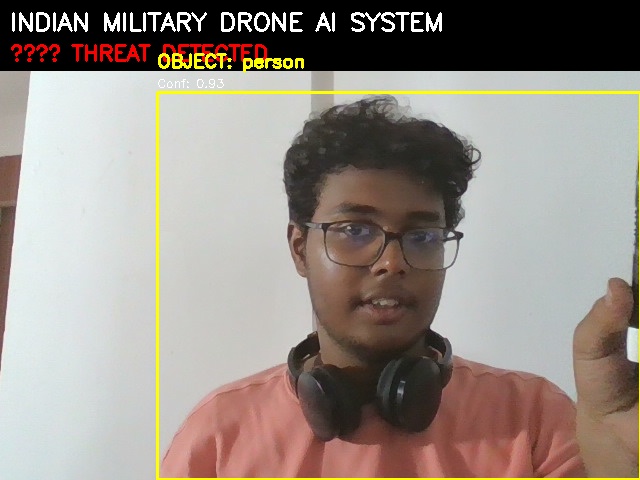 INDIAN MILITARY DRONE AI SYSTEM
???? THREAT DETECTED
OBJECT: person
Conf: 0.93